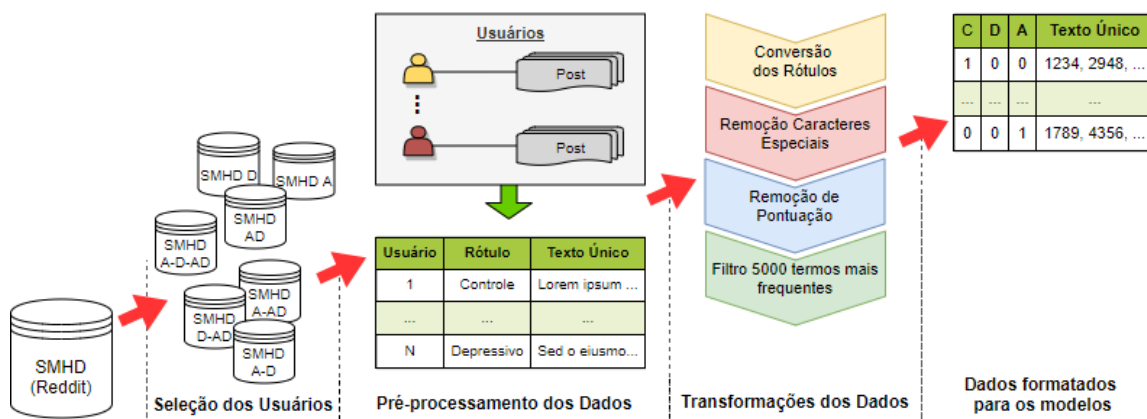 SMHD
(Reddit)
SMHD D
SMHD A
SMHD
AD
SMHD
A-D-AD
SMHD
A-AD
SMHD
D-AD
SMHD
A-D
Seleção dos Usuários
Usuários
Post
Post
Usuário Rótulo Texto Único
1 Controle Lorem ipsum ...
... ... ...
N Depressivo Sed o eiusmo...
Pré-processamento dos Dados
Conversão
dos Rótulos
Remoção Caracteres
Especiais
Remoção de
Pontuação
Filtro 5000 termos mais
frequentes
Transformações dos Dados
C D A Texto Único
1 0 0 1234, 2948, ...
... ... ... ...
0 0 1 1789, 4356, ...
Dados formatados
para os modelos